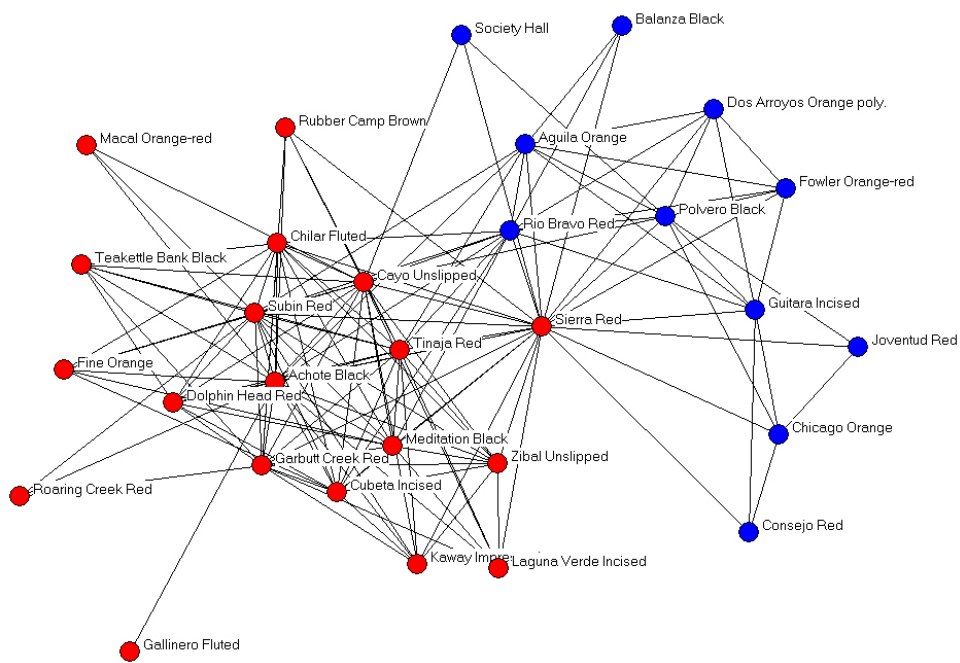 Balanza Black
Society Hall
Dos Arroyos Orange poly.
Rubber Camp Brown
Macal Orange-red
Aguila Orange
Fowler Orange-red
Polvero Black
Rio Bravo Red
Chilar Fluted
Teakettle Bank Black
Cayo Unslipped
Guitara Incised
Subin Red
Sierra Red
Joventud Red
Tinaja Red
Fine Orange
Achote Black
Dolphin Head Red
Chicago Orange
Meditation Black
Garbutt Creek Red
Zibal Unslipped
Cubeta Incised
Roaring Creek Red
Consejo Red
Kaway Impre
Laguna Verde Incised
Gallinero Fluted